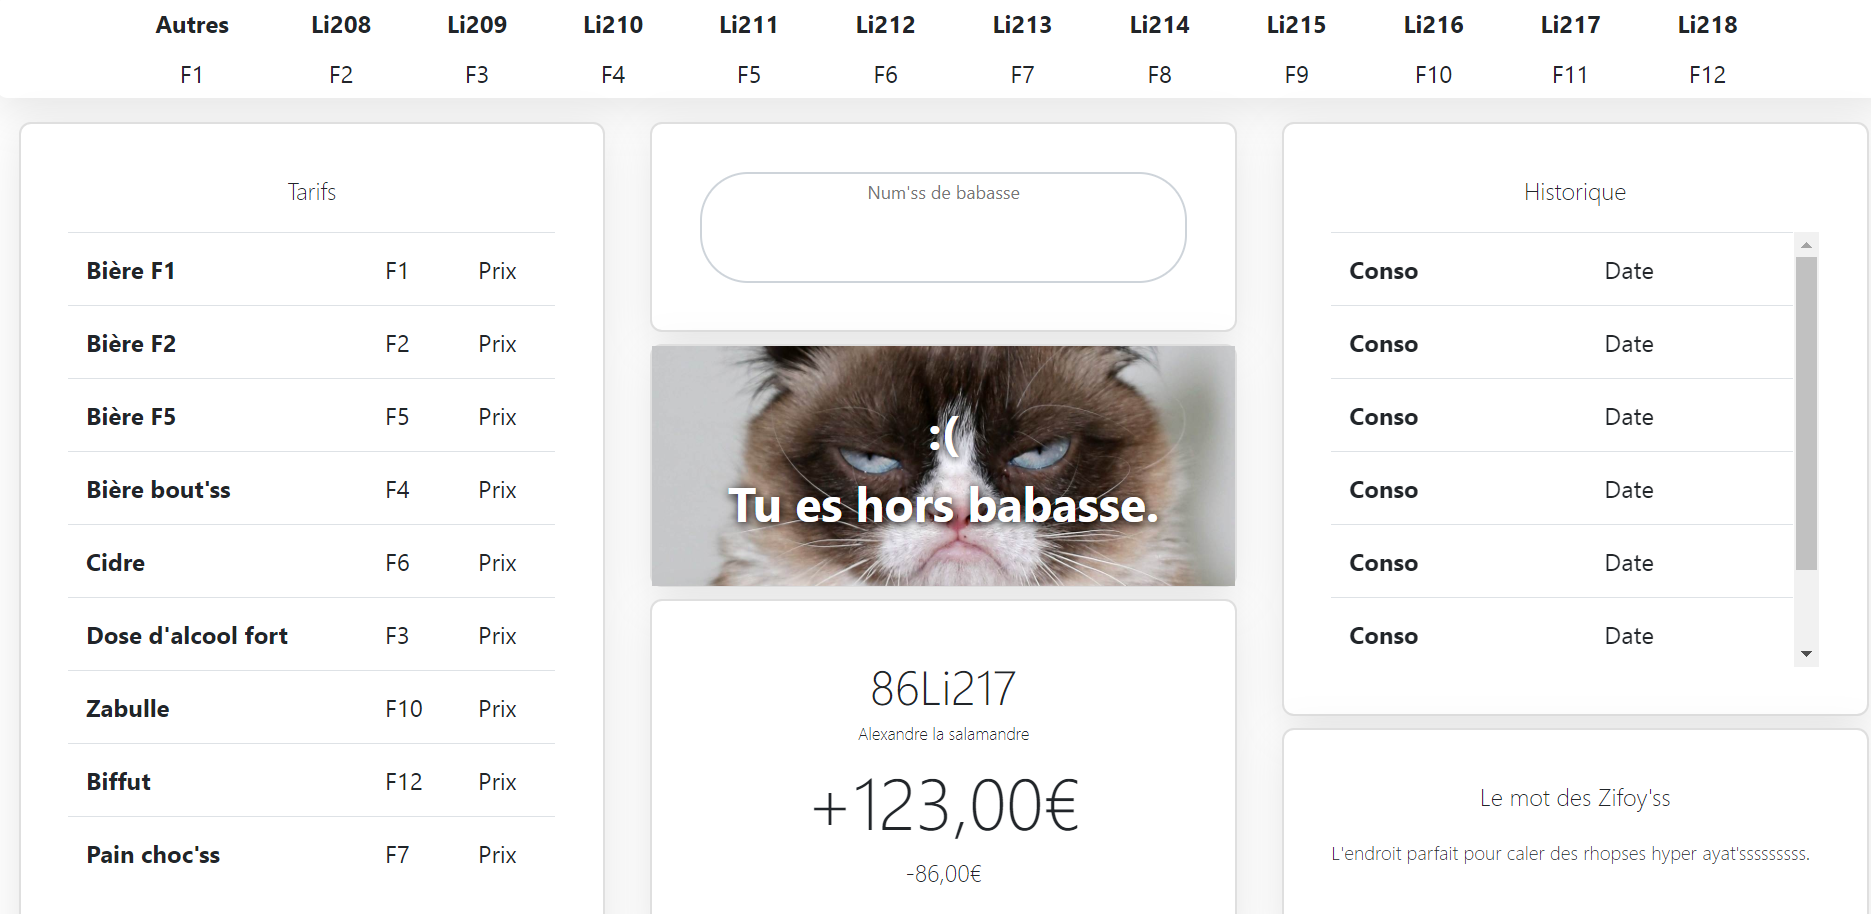 Autres Li208 Li209 Li210 Li211 Li212 Li213 Li214 Li215 Li216 Li217 Li218
F1 F2 F3 F4 F5 F6 F7 F8 F9 F10 F11 F12
Tarifs
Bière F1 F1 Prix
Bière F2 F2 Prix
Bière F5 F5 Prix
Bière bout'ss F4 Prix
Cidre F6 Prix
Dose d'alcool fort F3 Prix
Zabulle F10 Prix
Biffut F12 Prix
Pain choc'ss F7 Prix
Num'ss de babasse
:(
Tu es hors babasse.
86Li217
Alexandre la salamandre
+123,00€
-86,00€
Historique
Conso Date
Conso Date
Conso Date
Conso Date
Conso Date
Conso Date
Le mot des Zifoy'ss
L'endroit parfait pour caler des rhopses hyper ayat'sssssssss.